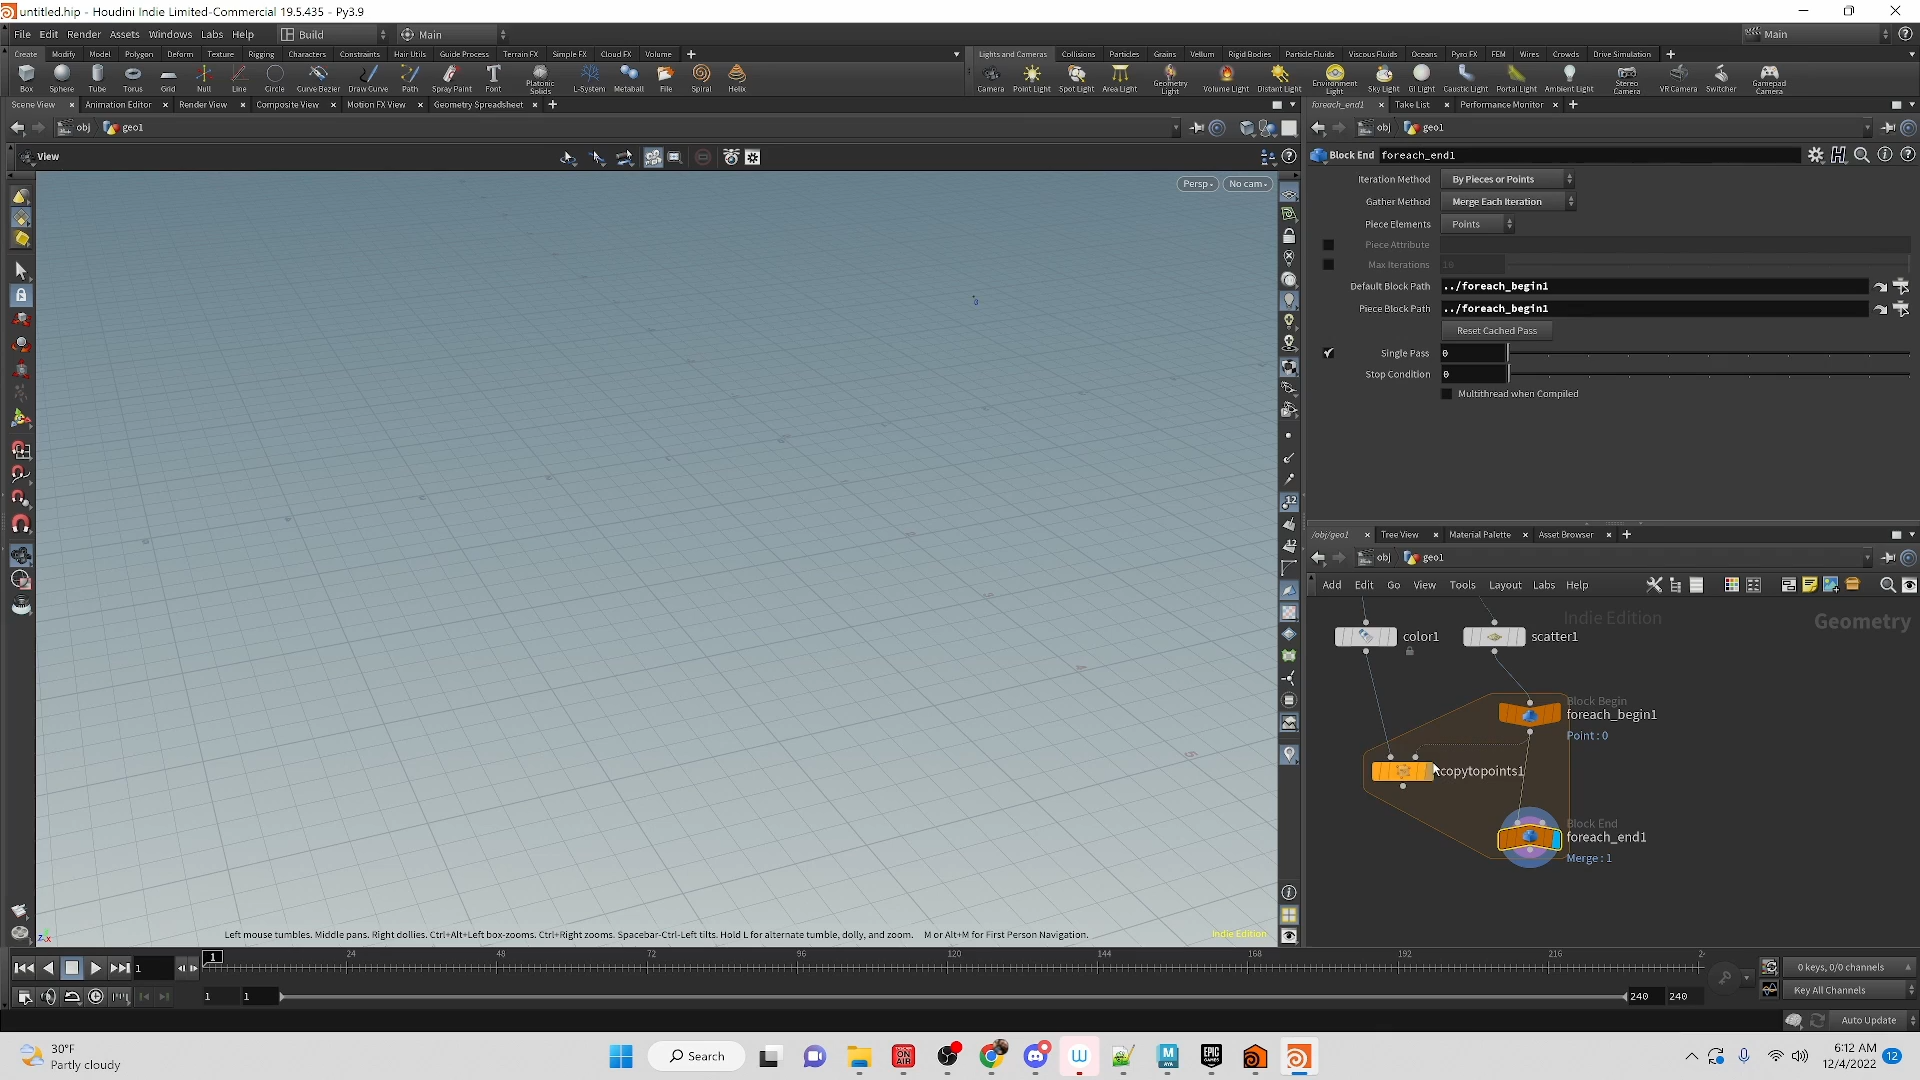 untitled.hip - Houdini Indie Limited-Commercial 19.5.435 - Py3.9
File Edit Render Assets Windows Labs Help Build Main Main
Create Modify Model Polygon Deform Texture Rigging Characters Constraints Hair Utils Guide Process Terrain FX Simple FX Cloud FX Volume
Lights and Cameras Collisions Particles Grains Vellum Rigid Bodies Particle Fluids Viscous Fluids Oceans Pyro FX FEM Wires Crowds Drive Simulation
Box Sphere Tube Torus Grid Null Line Circle Curve Bezier Draw Curve Path Spray Paint Font Platonic Solids L-System Metaball File Spiral Helix
Camera Point Light Spot Light Area Light Geometry Light Volume Light Distant Light Environment Light Sky Light GI Light Caustic Light Portal Light Ambient Light Stereo Camera VR Camera Switcher Gamepad Camera
Scene View Animation Editor Render View Composite View Motion FX View Geometry Spreadsheet
foreach_end1 Take List Performance Monitor
obj geo1
obj geo1
View
Persp No cam
Block End foreach_end1
Iteration Method By Pieces or Points
Gather Method Merge Each Iteration
Piece Elements Points
Piece Attribute
Max Iterations 10
Default Block Path ../foreach_begin1
Piece Block Path ../foreach_begin1
Reset Cached Pass
Single Pass 0
Stop Condition 0
Multithread when Compiled
/obj/geo1 Tree View Material Palette Asset Browser
obj geo1
Add Edit Go View Tools Layout Labs Help
Indie Edition Geometry
color1 scatter1
Block Begin
foreach_begin1
Point: 0
copytopoints1
Block End
foreach_end1
Merge: 1
Left mouse tumbles. Middle pans. Right dollies. Ctrl+Alt+Left box-zooms. Ctrl+Right zooms. Spacebar-Ctrl-Left tilts. Hold L for alternate tumble, dolly, and zoom. M or Alt+M for First Person Navigation.
Indie Edition
1 1 24 48 72 96 120 144 168 192 216
0 keys, 0/0 channels
1 1 240 240
Key All Channels
Auto Update
30°F
Partly cloudy
Search
ON AIR
MAYA
EPIC GAMES
6:12 AM
12/4/2022
12